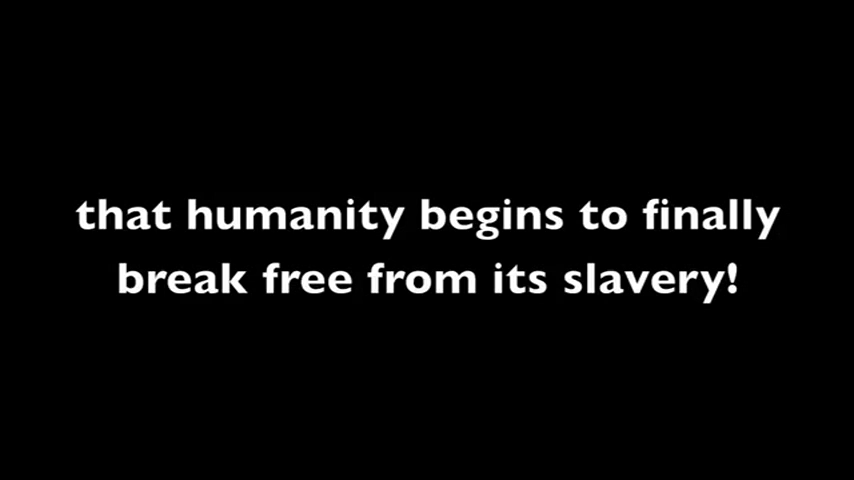 that humanity begins to finally
break free from its slavery!